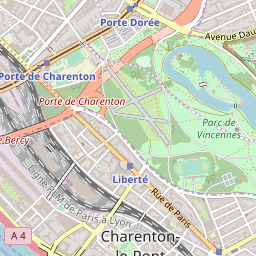 Porte Dorée
Avenue Dau
Porte de Charenton
Porte de Charenton
Parc de
Vincennes
e.Bercy
Liberté
Ligne P.L.M de Paris à Lyon
Rue de Paris
A 4
Charenton-
le-Pont